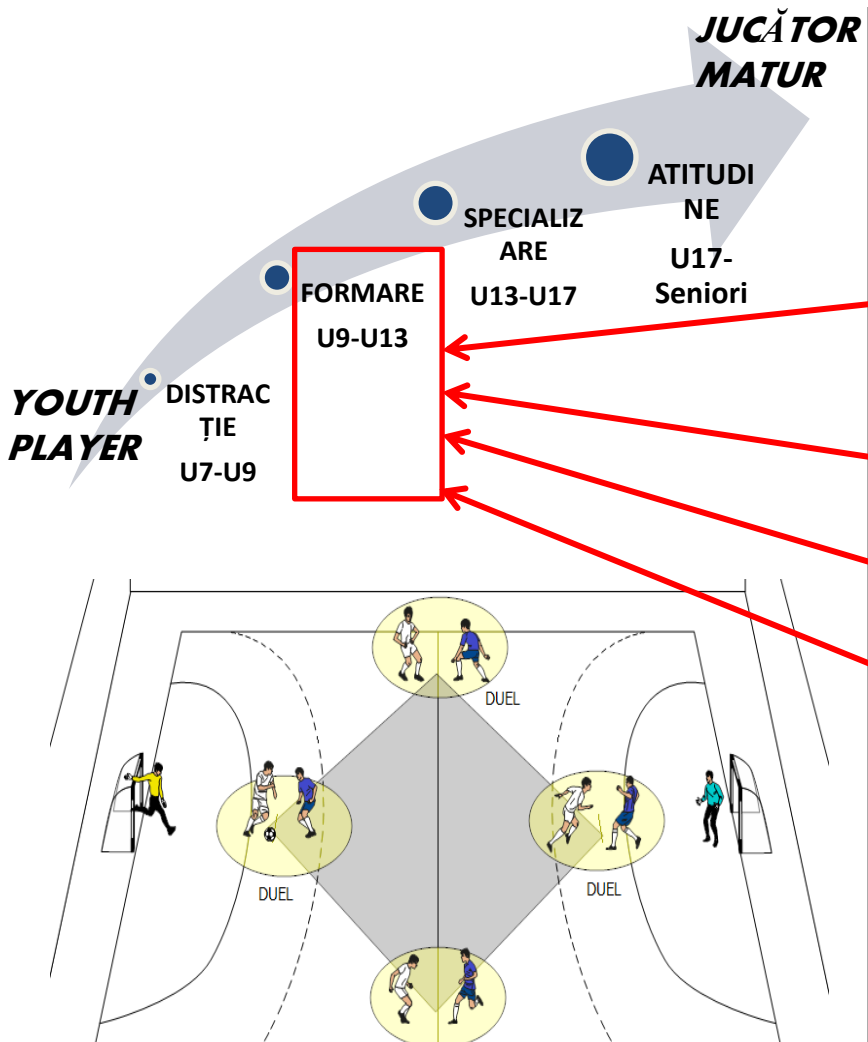 JUCĂTOR
MATUR
ATITUDI
NE
U17-
Seniori
SPECIALIZ
ARE
U13-U17
FORMARE
U9-U13
DISTRAC
ȚIE
U7-U9
YOUTH
PLAYER
DUEL
DUEL
DUEL